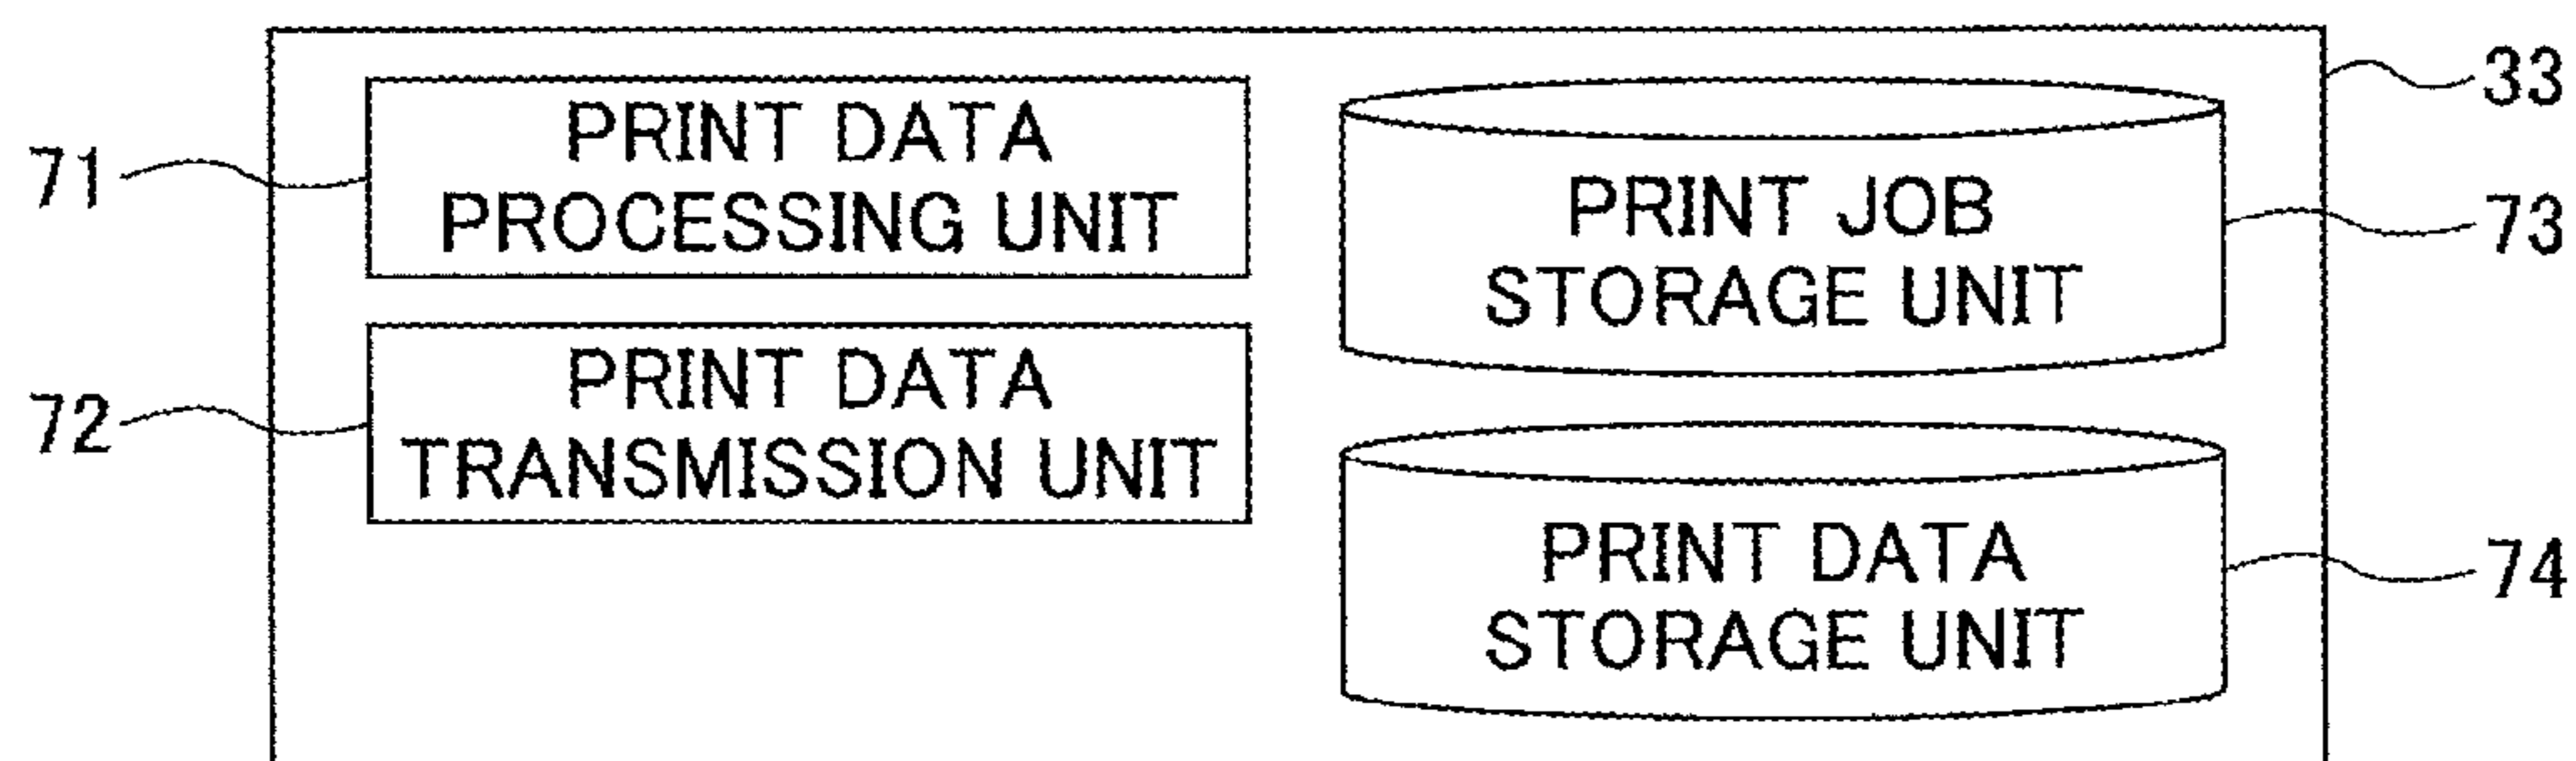 33
71
PRINT DATA
PROCESSING UNIT
PRINT JOB
STORAGE UNIT
73
72
PRINT DATA
TRANSMISSION UNIT
PRINT DATA
STORAGE UNIT
74